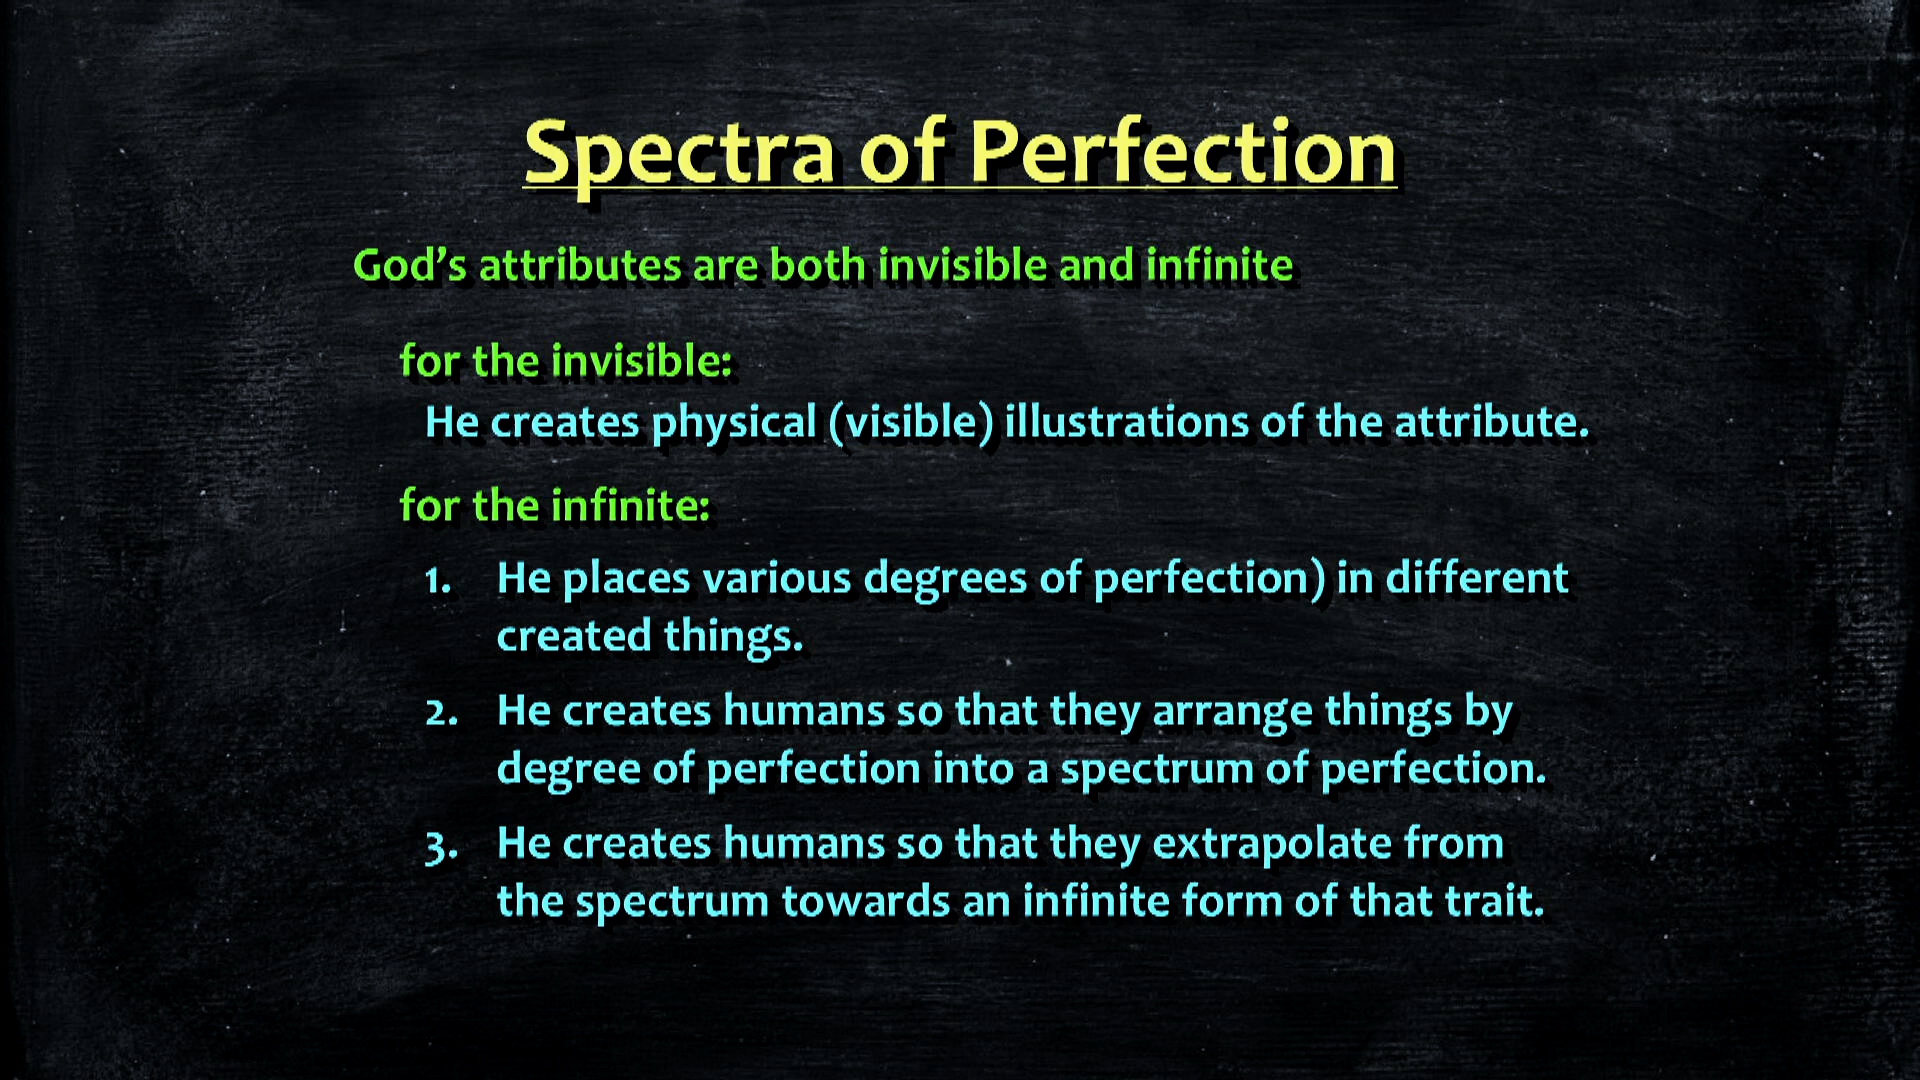 Spectra of Perfection
God’s attributes are both invisible and infinite
for the invisible:
He creates physical (visible) illustrations of the attribute.
for the infinite:
1. He places various degrees of perfection) in different
created things.
2. He creates humans so that they arrange things by
degree of perfection into a spectrum of perfection.
3. He creates humans so that they extrapolate from
the spectrum towards an infinite form of that trait.